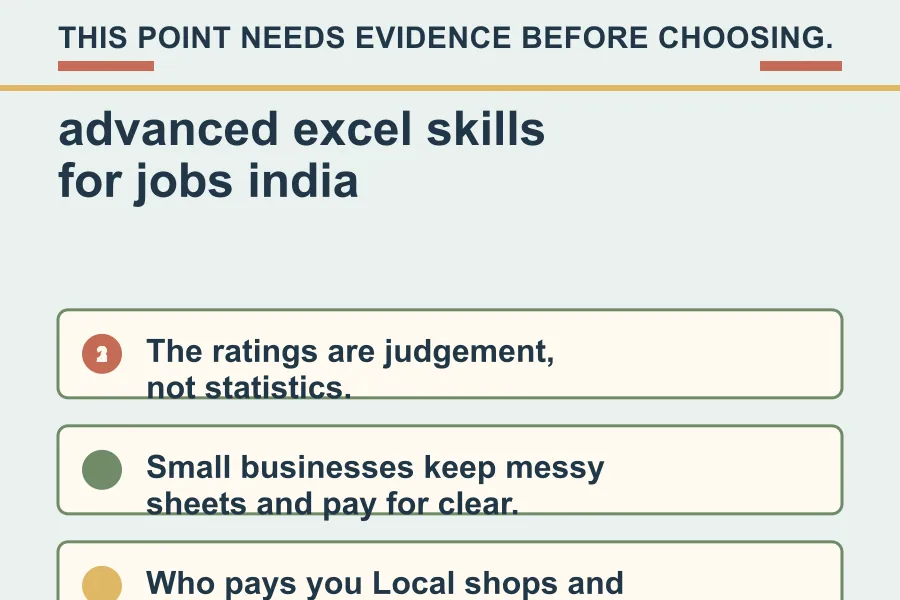 THIS POINT NEEDS EVIDENCE BEFORE CHOOSING.
advanced excel skills
for jobs india
The ratings are judgement,
not statistics.
Small businesses keep messy
sheets and pay for clear.
Who pays you Local shops and